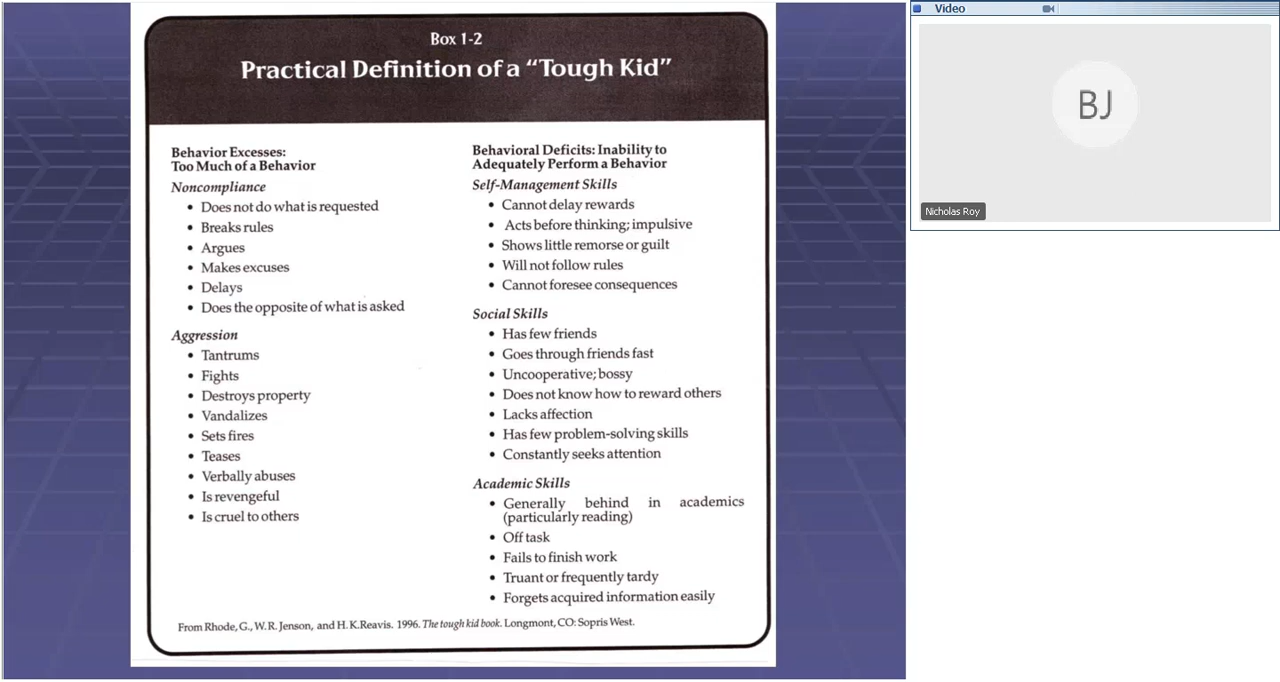 Box 1-2
Practical Definition of a “Tough Kid”
Behavior Excesses:
Too Much of a Behavior
Noncompliance
• Does not do what is requested
• Breaks rules
• Argues
• Makes excuses
• Delays
• Does the opposite of what is asked
Aggression
• Tantrums
• Fights
• Destroys property
• Vandalizes
• Sets fires
• Teases
• Verbally abuses
• Is revengeful
• Is cruel to others
Behavioral Deficits: Inability to
Adequately Perform a Behavior
Self-Management Skills
• Cannot delay rewards
• Acts before thinking; impulsive
• Shows little remorse or guilt
• Will not follow rules
• Cannot foresee consequences
Social Skills
• Has few friends
• Goes through friends fast
• Uncooperative; bossy
• Does not know how to reward others
• Lacks affection
• Has few problem-solving skills
• Constantly seeks attention
Academic Skills
• Generally behind in academics
(particularly reading)
• Off task
• Fails to finish work
• Truant or frequently tardy
• Forgets acquired information easily
From Rhode, G., W. R. Jenson, and H. K. Reavis. 1996. The tough kid book. Longmont, CO: Sopris West.
Video
BJ
Nicholas Roy